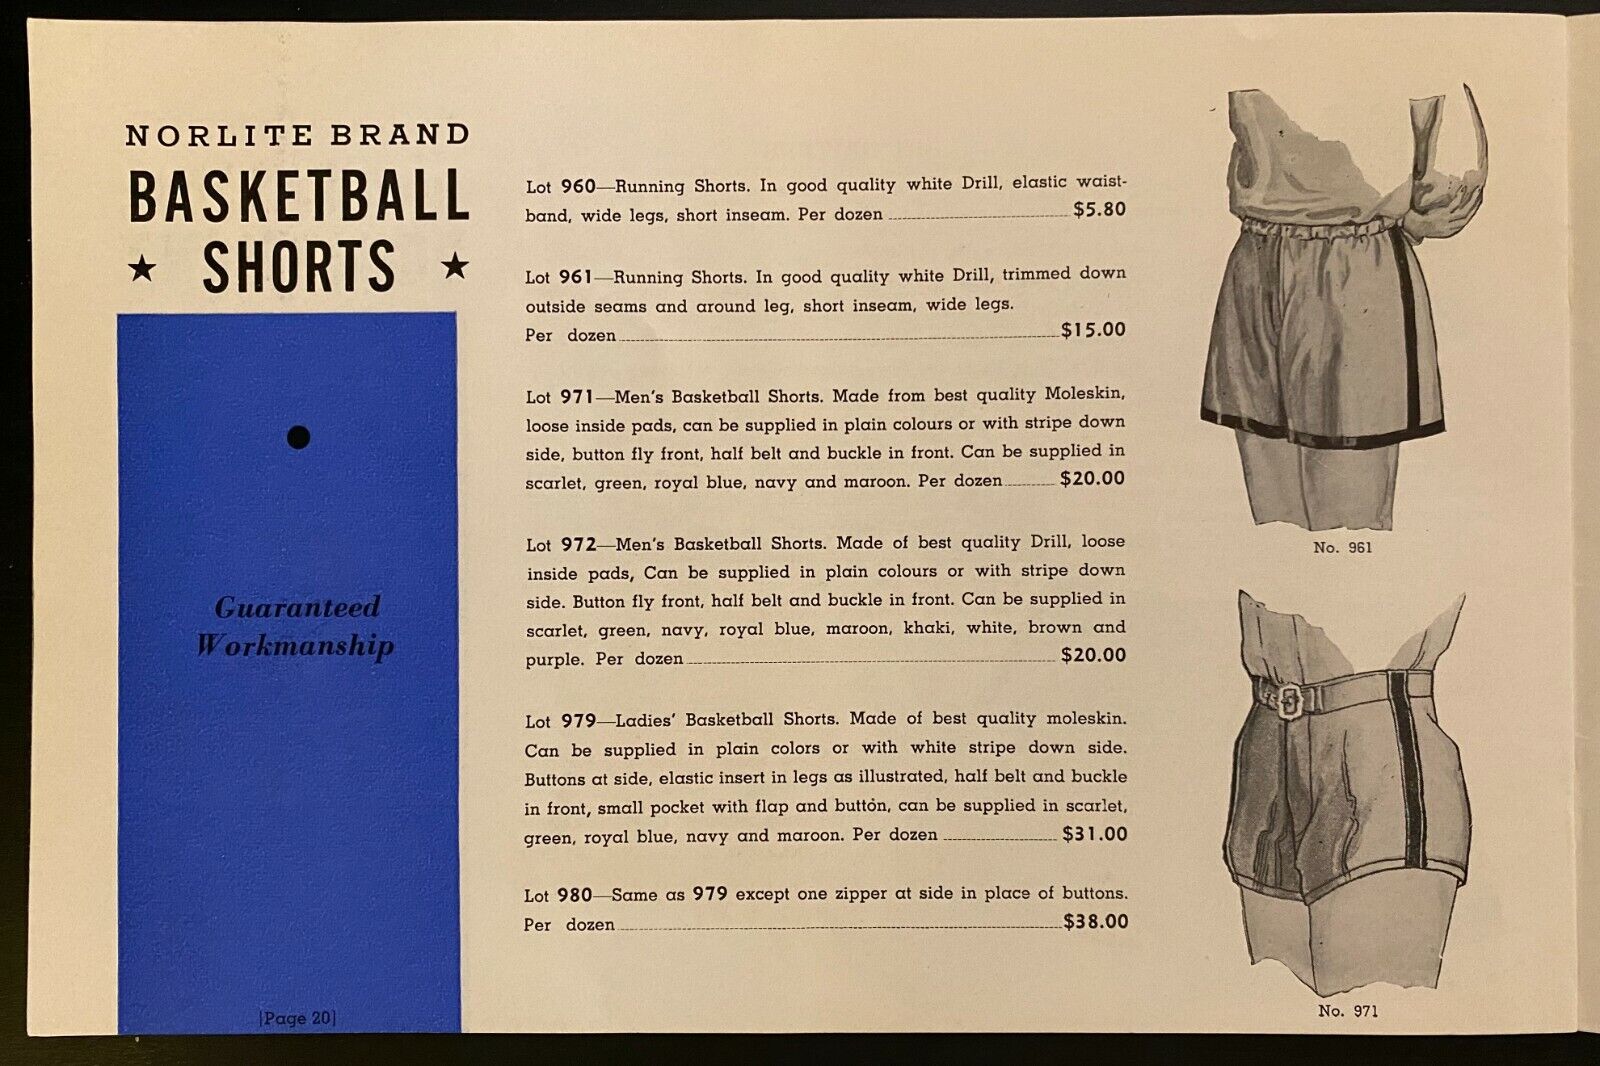 NORLITE BRAND
BASKETBALL
★ SHORTS ★
Guaranteed
Workmanship
[Page 20]
Lot 960—Running Shorts. In good quality white Drill, elastic waist-
band, wide legs, short inseam. Per dozen $5.80
Lot 961—Running Shorts. In good quality white Drill, trimmed down
outside seams and around leg, short inseam, wide legs.
Per dozen $15.00
Lot 971—Men's Basketball Shorts. Made from best quality Moleskin,
loose inside pads, can be supplied in plain colours or with stripe down
side, button fly front, half belt and buckle in front. Can be supplied in
scarlet, green, royal blue, navy and maroon. Per dozen $20.00
Lot 972—Men's Basketball Shorts. Made of best quality Drill, loose
inside pads, Can be supplied in plain colours or with stripe down
side. Button fly front, half belt and buckle in front. Can be supplied in
scarlet, green, navy, royal blue, maroon, khaki, white, brown and
purple. Per dozen $20.00
Lot 979—Ladies' Basketball Shorts. Made of best quality moleskin.
Can be supplied in plain colors or with white stripe down side.
Buttons at side, elastic insert in legs as illustrated, half belt and buckle
in front, small pocket with flap and button, can be supplied in scarlet,
green, royal blue, navy and maroon. Per dozen $31.00
Lot 980—Same as 979 except one zipper at side in place of buttons.
Per dozen $38.00
No. 961
No. 971